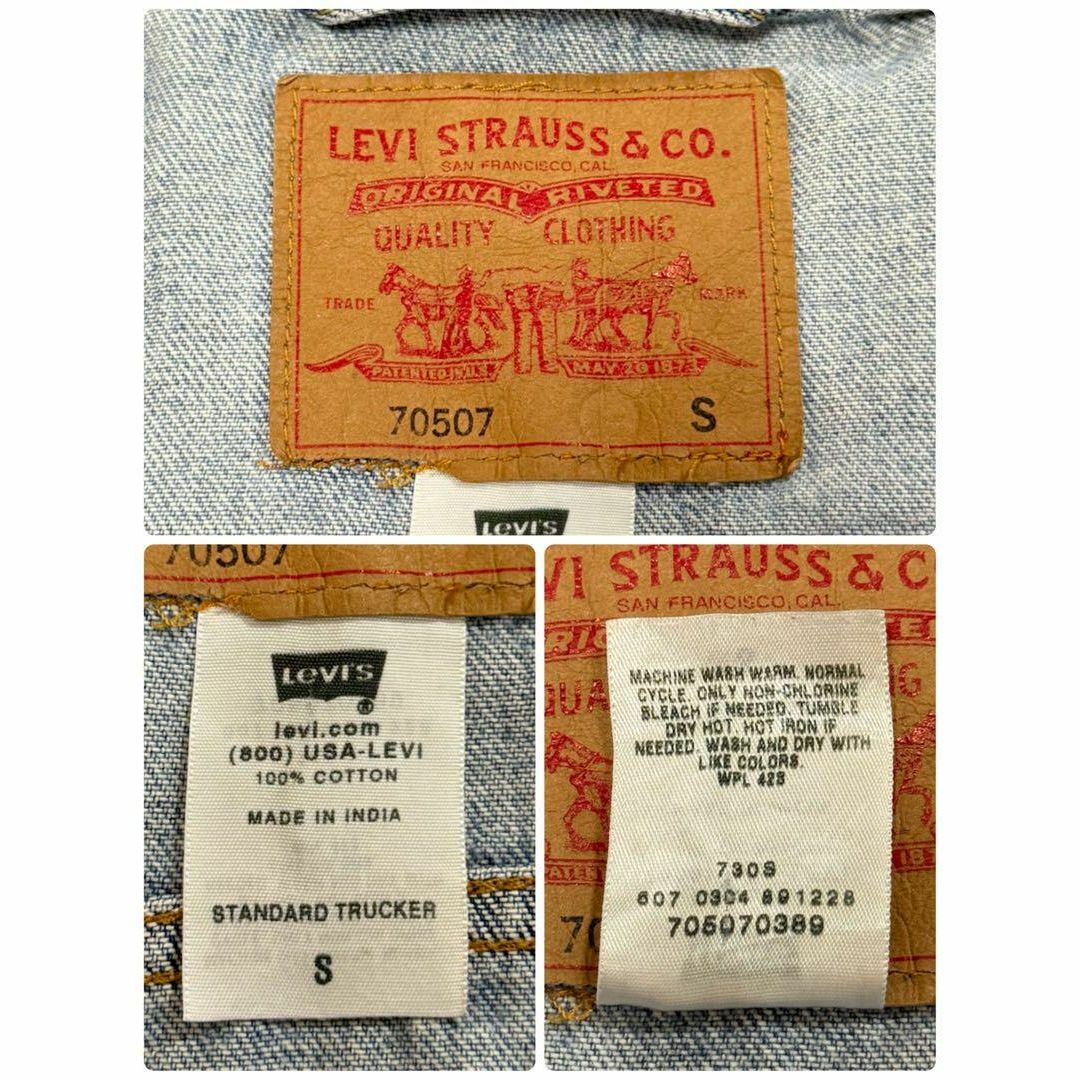 LEVI STRAUSS & CO.
SAN FRANCISCO, CAL.
ORIGINAL RIVETED
QUALITY CLOTHING
TRADE MARK
MAY 20 1873
70507 S
LEVI'S
70507
LEVI'S
levi.com
(800) USA-LEVI
100% COTTON
MADE IN INDIA
STANDARD TRUCKER
S
VI STRAUSS & C
SAN FRANCISCO, CAL.
MACHINE WASH WARM, NORMAL
CYCLE. ONLY NON-CHLORINE
BLEACH IF NEEDED. TUMBLE
DRY HOT. HOT IRON IF
NEEDED. WASH AND DRY WITH
LIKE COLORS.
WPL 423
730S
607 0304 891228
705070389